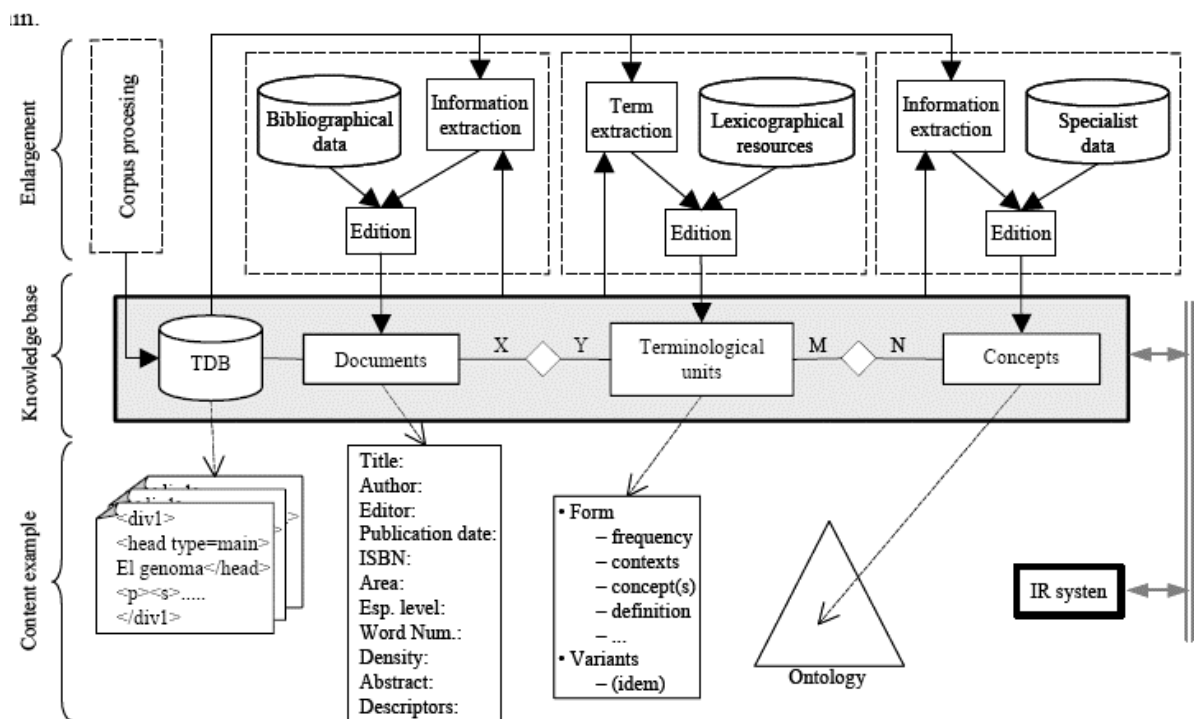 Enlargement
Corpus procesing
Bibliographical
data
Information
extraction
Edition
Term
extraction
Lexicographical
resources
Edition
Information
extraction
Specialist
data
Edition
Knowledge base
TDB
Documents
X
Y
Terminological
units
M
N
Concepts
Content example
<div1>
<head type=main>
El genoma</head>
<p><s>.....
</div1>
Title:
Author:
Editor:
Publication date:
ISBN:
Area:
Esp. level:
Word Num.:
Density:
Abstract:
Descriptors:
• Form
– frequency
– contexts
– concept(s)
– definition
– ...
• Variants
– (idem)
Ontology
IR systen